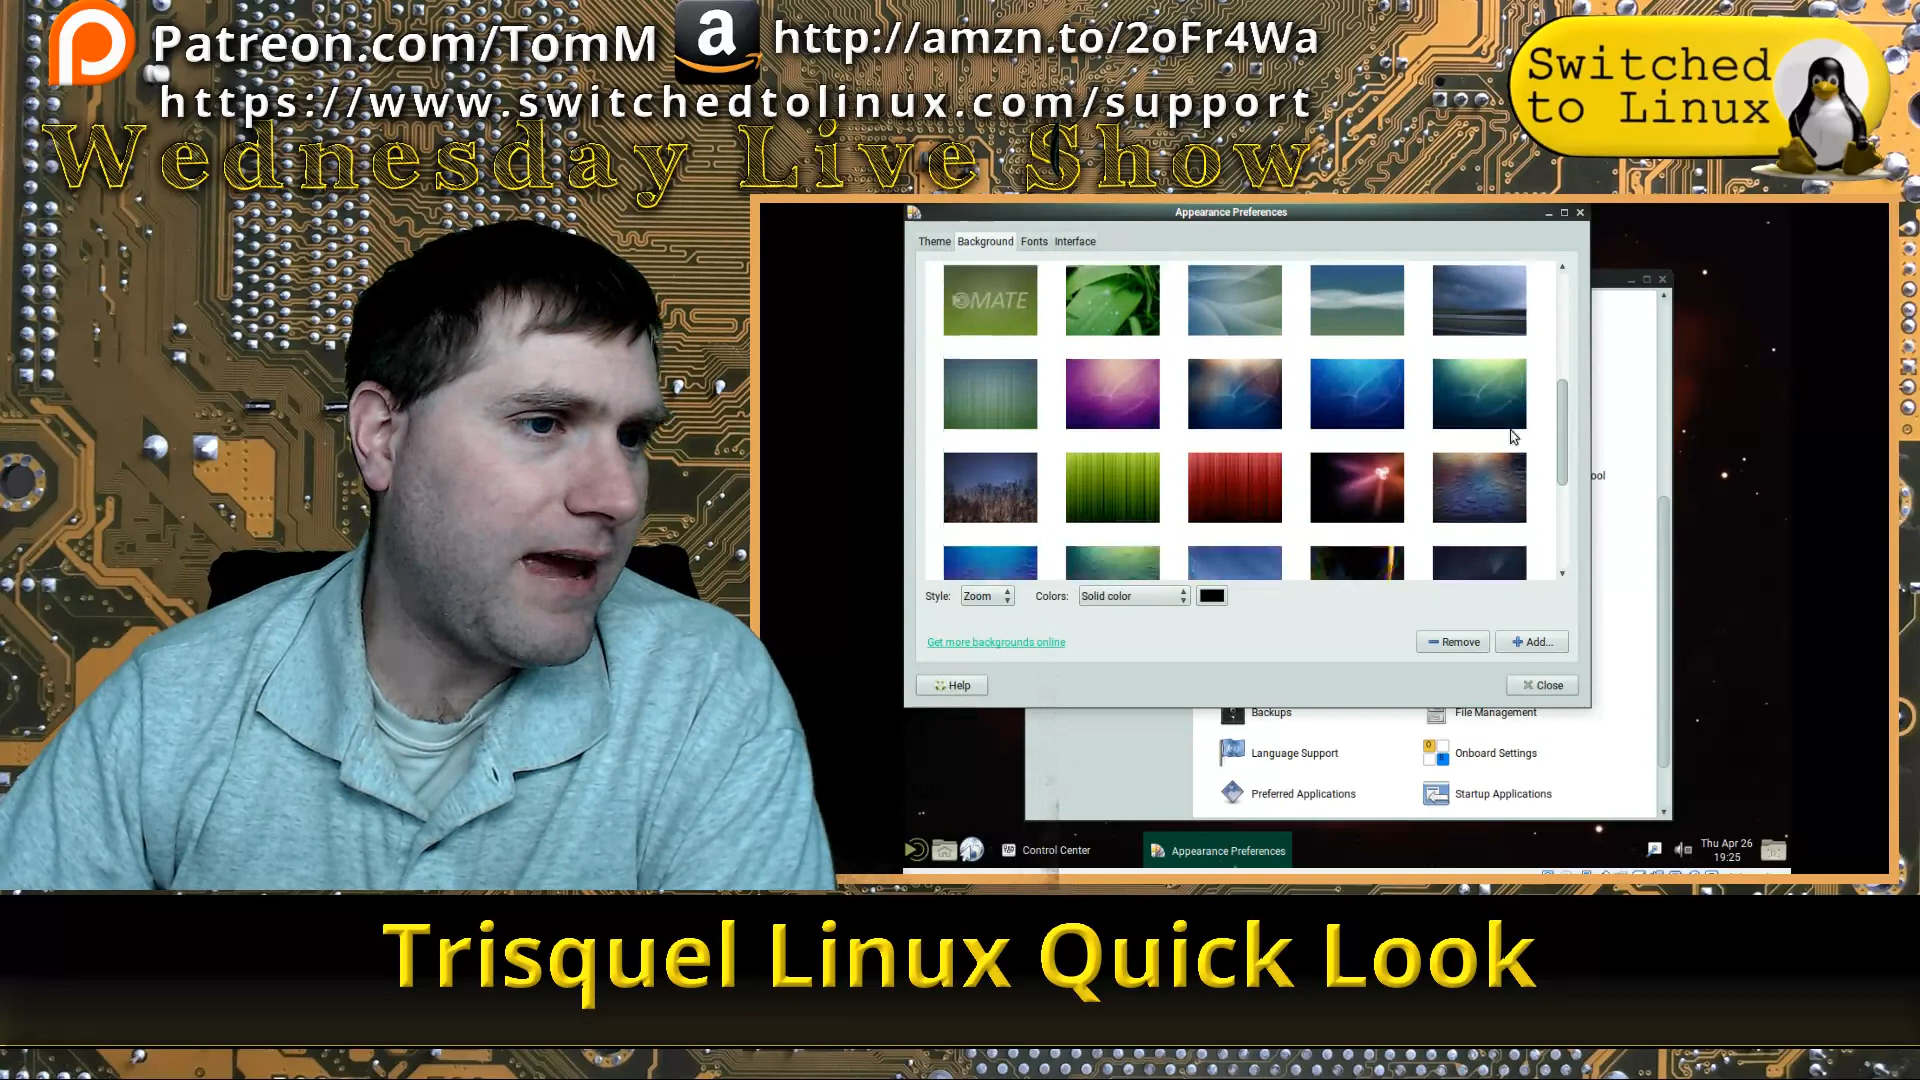 Patreon.com/TomM
a
http://amzn.to/2oFr4Wa
https://www.switchedtolinux.com/support
Wednesday Live Show
Switched
to Linux
Appearance Preferences
Theme Background Fonts Interface
MATE
ool
Style: Zoom Colors: Solid color
Get more backgrounds online
Remove Add...
Help Close
Backups File Management
Language Support Onboard Settings
Preferred Applications Startup Applications
Control Center Appearance Preferences
Thu Apr 26
19:25
Trisquel Linux Quick Look